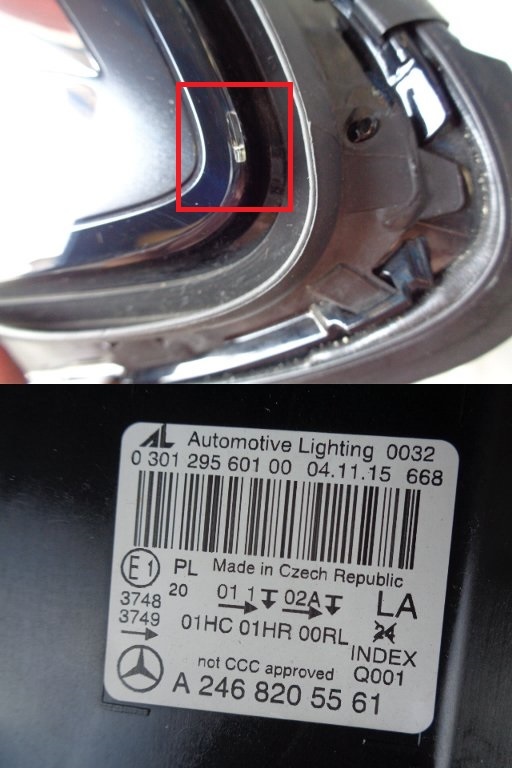 AL Automotive Lighting 0032
0 301 295 601 00 04.11.15 668
Made in Czech Republic
E1 PL
20 01 1 02A LA
3748
3749 01HC 01HR 00RL 24
INDEX
not CCC approved Q001
A 246 820 55 61